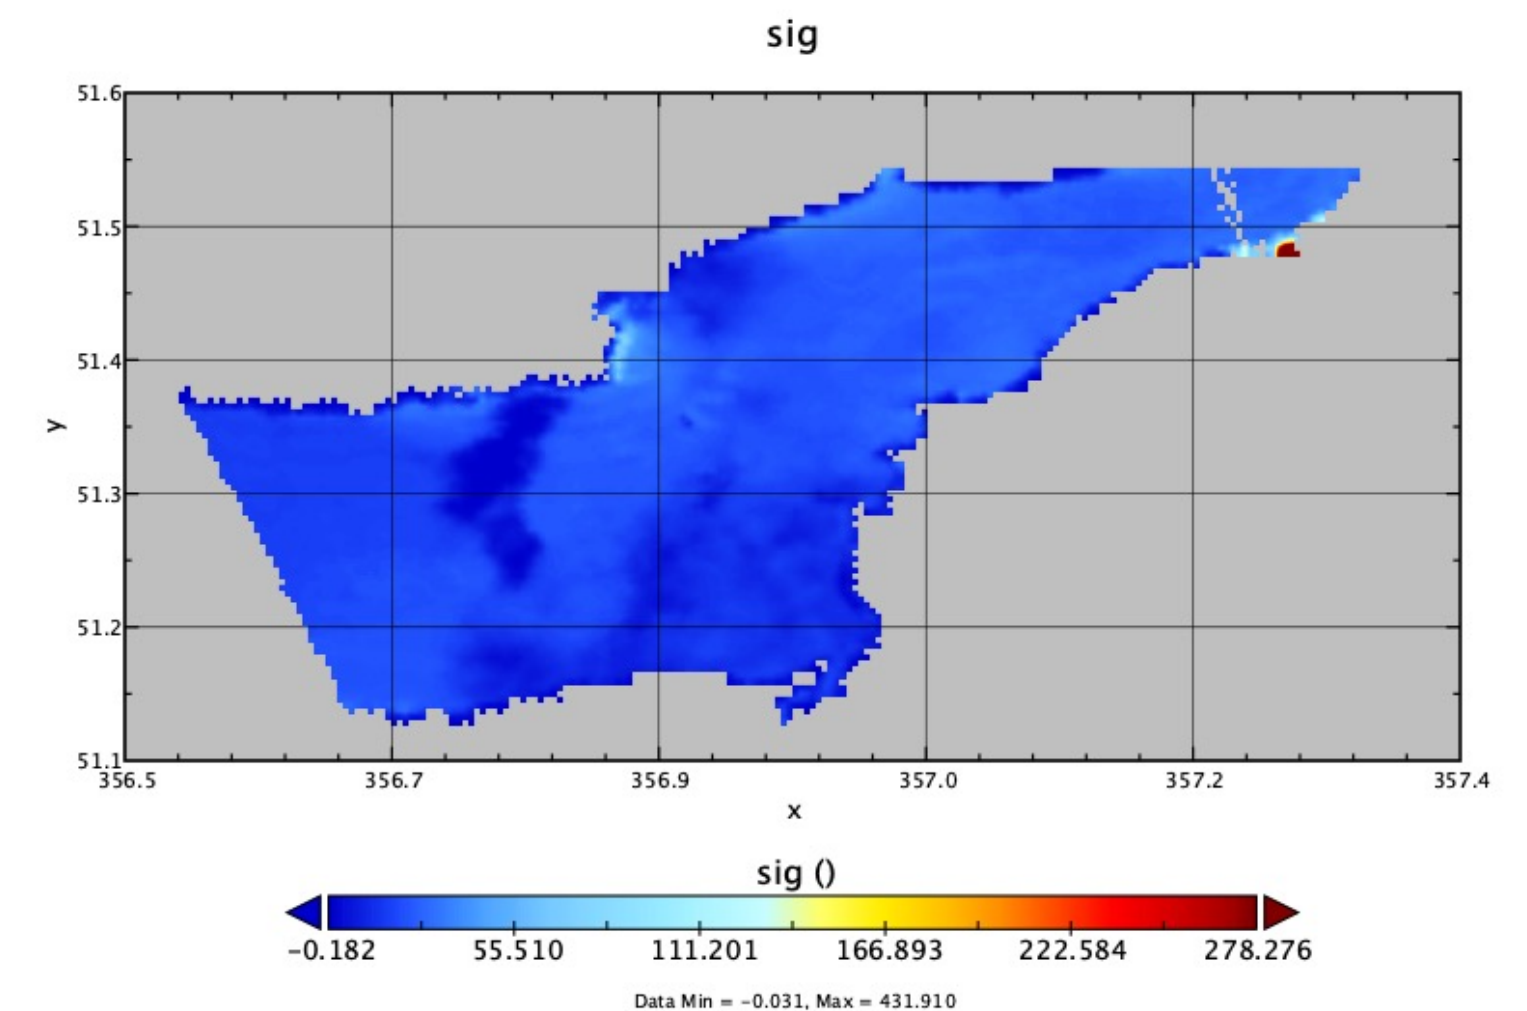 sig
51.6
51.5
51.4
y
51.3
51.2
51.1
356.5 356.7 356.9 357.0 357.2 357.4
x
sig ()
−0.182 55.510 111.201 166.893 222.584 278.276
Data Min = −0.031, Max = 431.910